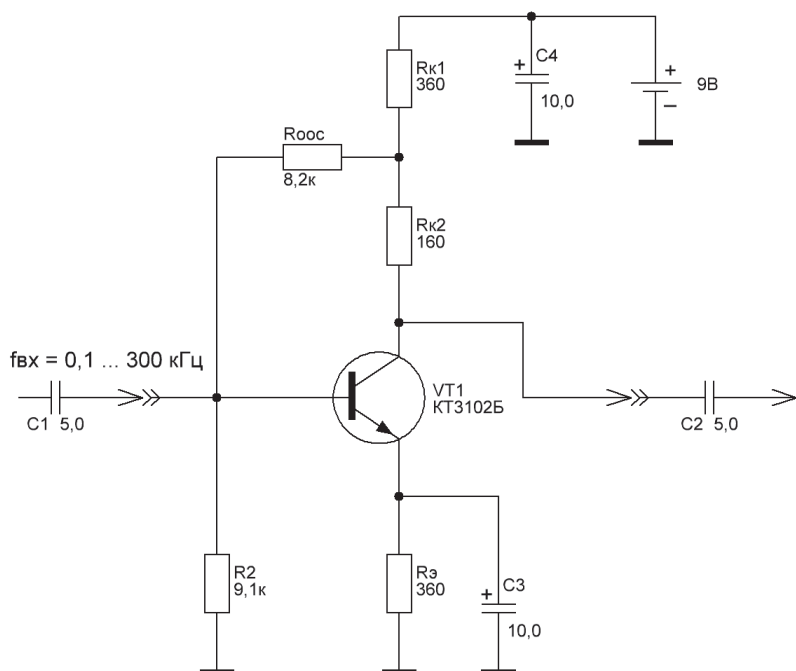 Rк1
360
+
C4
10,0
+
−
9В
Rоос
8,2к
Rк2
160
fвх = 0,1 ... 300 кГц
C1 5,0
VT1
КТ3102Б
C2 5,0
R2
9,1к
Rэ
360
+
C3
10,0